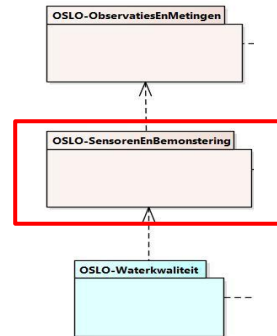 OSLO-ObservatiesEnMetingen
OSLO-SensorenEnBemonstering
OSLO-Waterkwaliteit